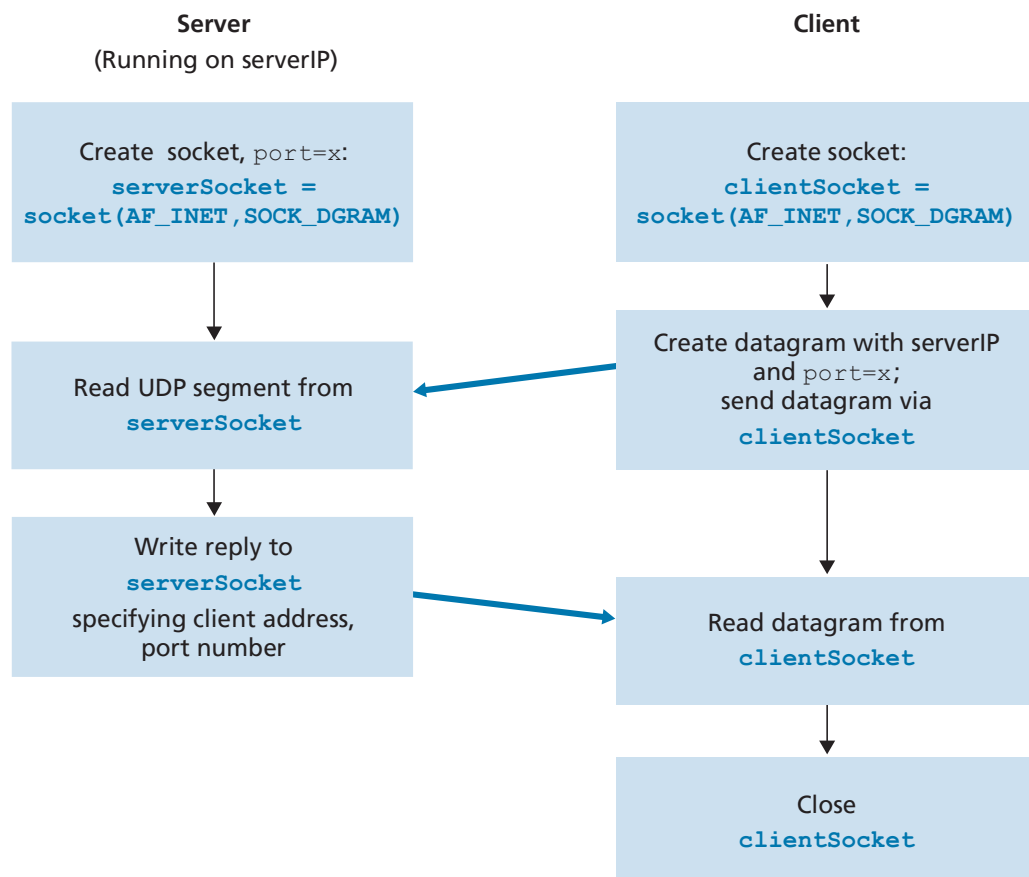 Server
(Running on serverIP)
Create socket, port=x:
serverSocket =
socket(AF_INET,SOCK_DGRAM)
Read UDP segment from
serverSocket
Write reply to
serverSocket
specifying client address,
port number
Client
Create socket:
clientSocket =
socket(AF_INET,SOCK_DGRAM)
Create datagram with serverIP
and port=x;
send datagram via
clientSocket
Read datagram from
clientSocket
Close
clientSocket